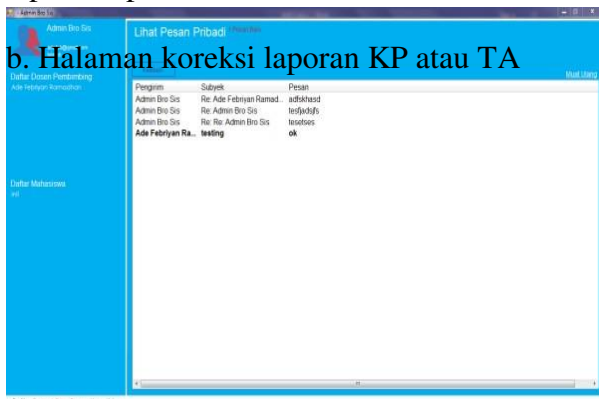 Admin Bro Sis
Admin Bro Sis
Lihat Pesan Pribadi
b. Halaman koreksi laporan KP atau TA
Daftar Dosen Pembimbing
Ade Febriyan Ramadhan
Muat Ulang
Pengirim Subyek Pesan
Admin Bro Sis Re: Ade Febriyan Ramad... adfskhasd
Admin Bro Sis Re: Admin Bro Sis tesfjadsjfs
Admin Bro Sis Re: Re: Admin Bro Sis tesetses
Ade Febriyan Ra... testing ok
Daftar Mahasiswa